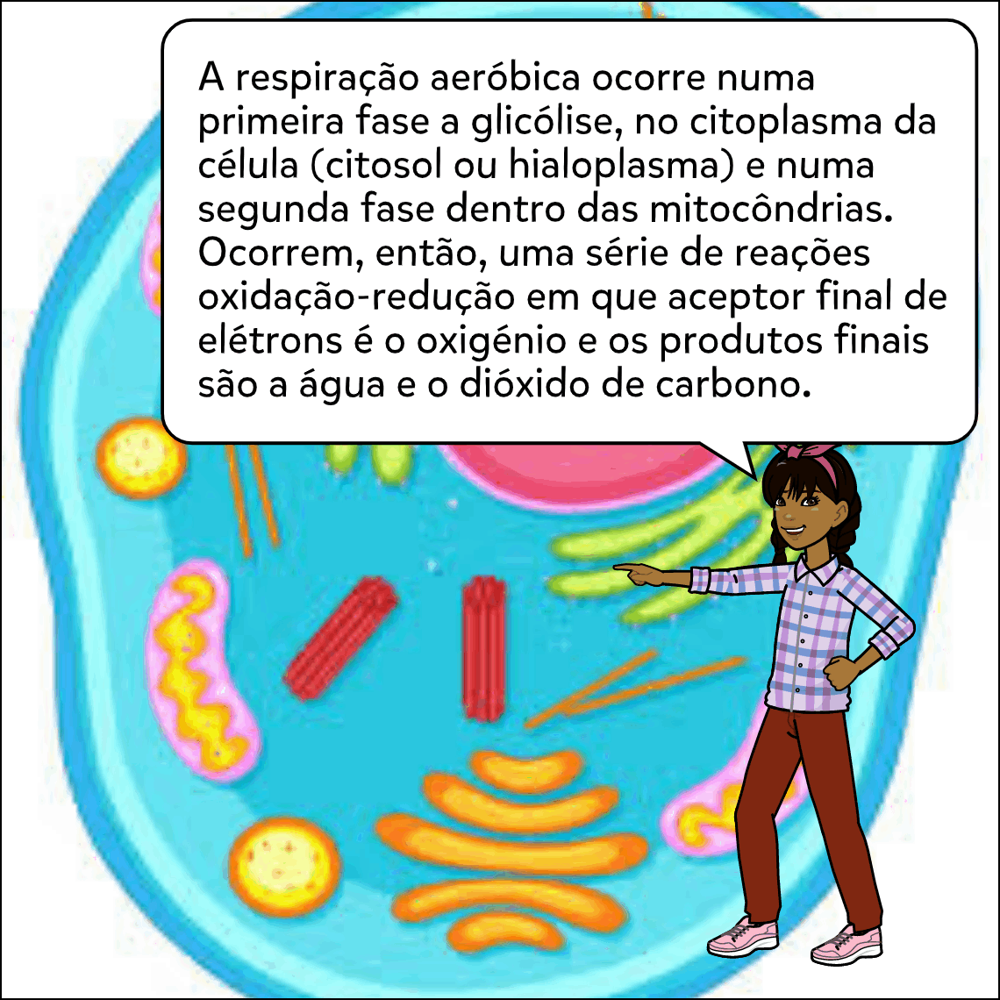 A respiração aeróbica ocorre numa
primeira fase a glicólise, no citoplasma da
célula (citosol ou hialoplasma) e numa
segunda fase dentro das mitocôndrias.
Ocorrem, então, uma série de reações
oxidação-redução em que aceptor final de
elétrons é o oxigénio e os produtos finais
são a água e o dióxido de carbono.